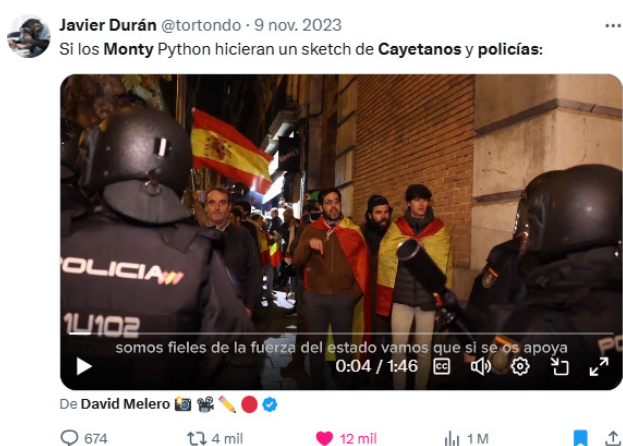 Javier Durán @tortondo · 9 nov. 2023
Si los Monty Python hicieran un sketch de Cayetanos y policías:
POLICIA
1U102
somos fieles de la fuerza del estado vamos que si se os apoya
0:04 / 1:46 CC
De David Melero
674 4 mil 12 mil 1 M